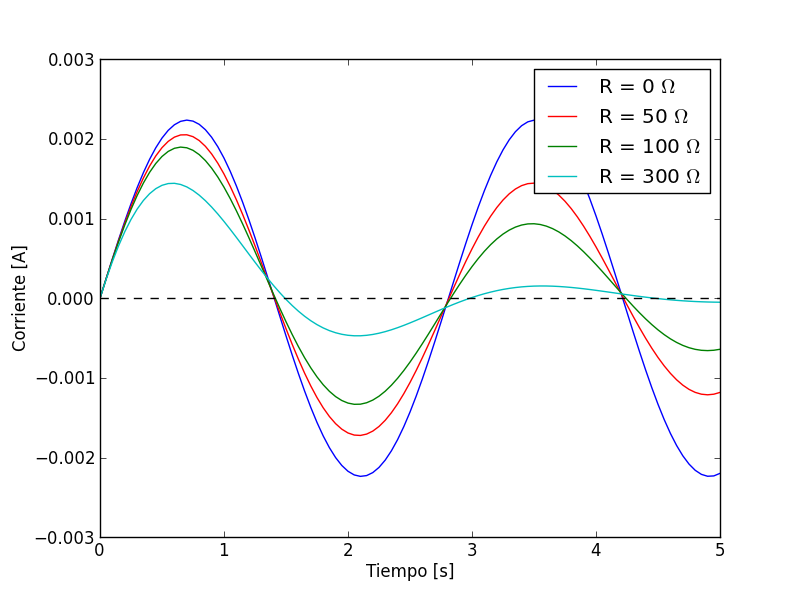 0.003
0.002
0.001
0.000
−0.001
−0.002
−0.003
Corriente [A]
R = 0 Ω
R = 50 Ω
R = 100 Ω
R = 300 Ω
0 1 2 3 4 5
Tiempo [s]